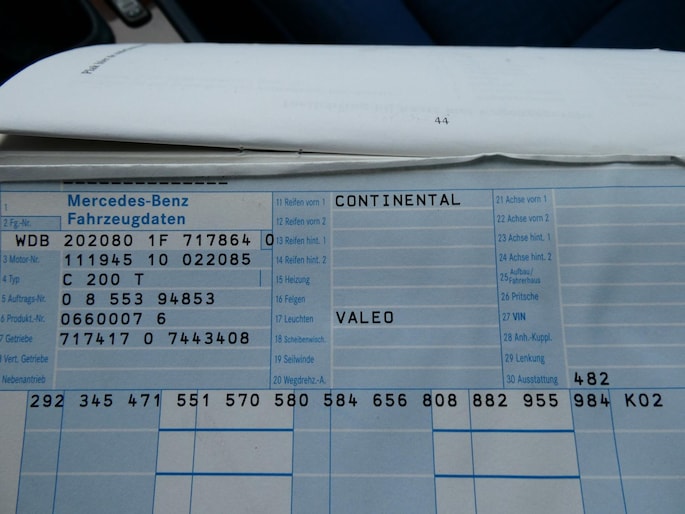 44
Mercedes-Benz
Fahrzeugdaten
1
2 Fg.-Nr.
WDB 202080 1F 717864 0
3 Motor-Nr. 111945 10 022085
4 Typ C 200 T
5 Auftrags-Nr. 0 8 553 94853
6 Produkt.-Nr. 0660007 6
7 Getriebe 717417 0 7443408
Vert. Getriebe
Nebenantrieb
11 Reifen vorn 1 CONTINENTAL
12 Reifen vorn 2
13 Reifen hint. 1
14 Reifen hint. 2
15 Heizung
16 Felgen
17 Leuchten VALEO
18 Scheibenwisch.
19 Seilwinde
20 Wegdrehz.-A.
21 Achse vorn 1
22 Achse vorn 2
23 Achse hint. 1
24 Achse hint. 2
25 Aufbau/
Fahrerhaus
26 Pritsche
27 VIN
28 Anh.-Kuppl.
29 Lenkung
30 Ausstattung 482
292 345 471 551 570 580 584 656 808 882 955 984 K02